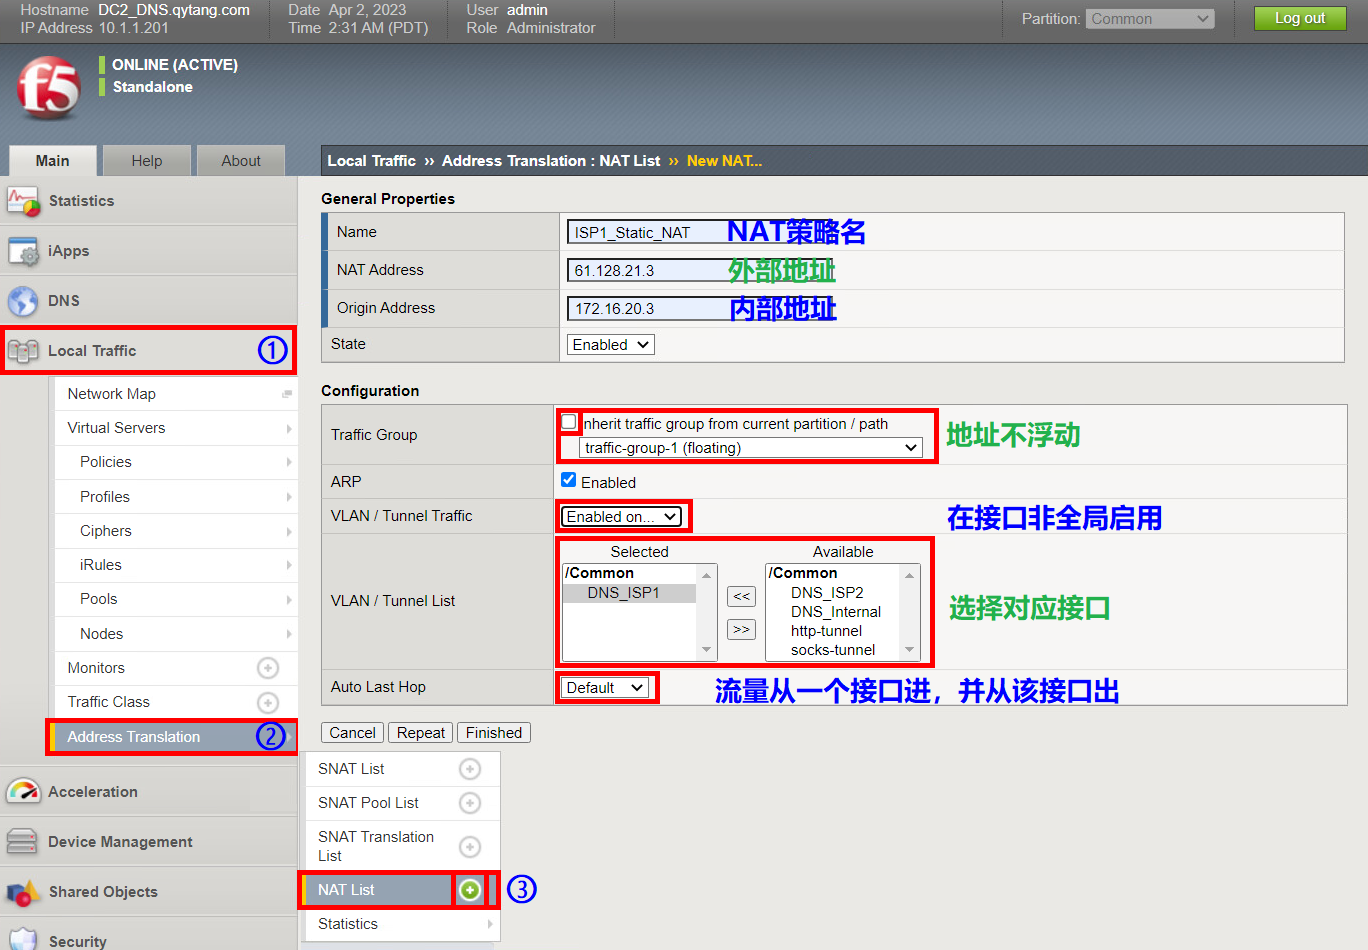 Hostname DC2_DNS.qytang.com Date Apr 2, 2023 User admin
IP Address 10.1.1.201 Time 2:31 AM (PDT) Role Administrator
Partition: Common Log out
f5
ONLINE (ACTIVE)
Standalone
Main Help About
Local Traffic ›› Address Translation : NAT List ›› New NAT...
Statistics
iApps
DNS
Local Traffic ①
Network Map
Virtual Servers
Policies
Profiles
Ciphers
iRules
Pools
Nodes
Monitors
Traffic Class
Address Translation ②
Acceleration
Device Management
Shared Objects
Security
General Properties
Name ISP1_Static_NAT NAT策略名
NAT Address 61.128.21.3 外部地址
Origin Address 172.16.20.3 内部地址
State Enabled
Configuration
Traffic Group
nherit traffic group from current partition / path
traffic-group-1 (floating)
地址不浮动
ARP Enabled
VLAN / Tunnel Traffic Enabled on... 在接口非全局启用
VLAN / Tunnel List
Selected Available
/Common /Common
DNS_ISP1 DNS_ISP2
DNS_Internal
<< http-tunnel
>> socks-tunnel
选择对应接口
Auto Last Hop Default 流量从一个接口进，并从该接口出
Cancel Repeat Finished
SNAT List
SNAT Pool List
SNAT Translation
List
NAT List ③
Statistics